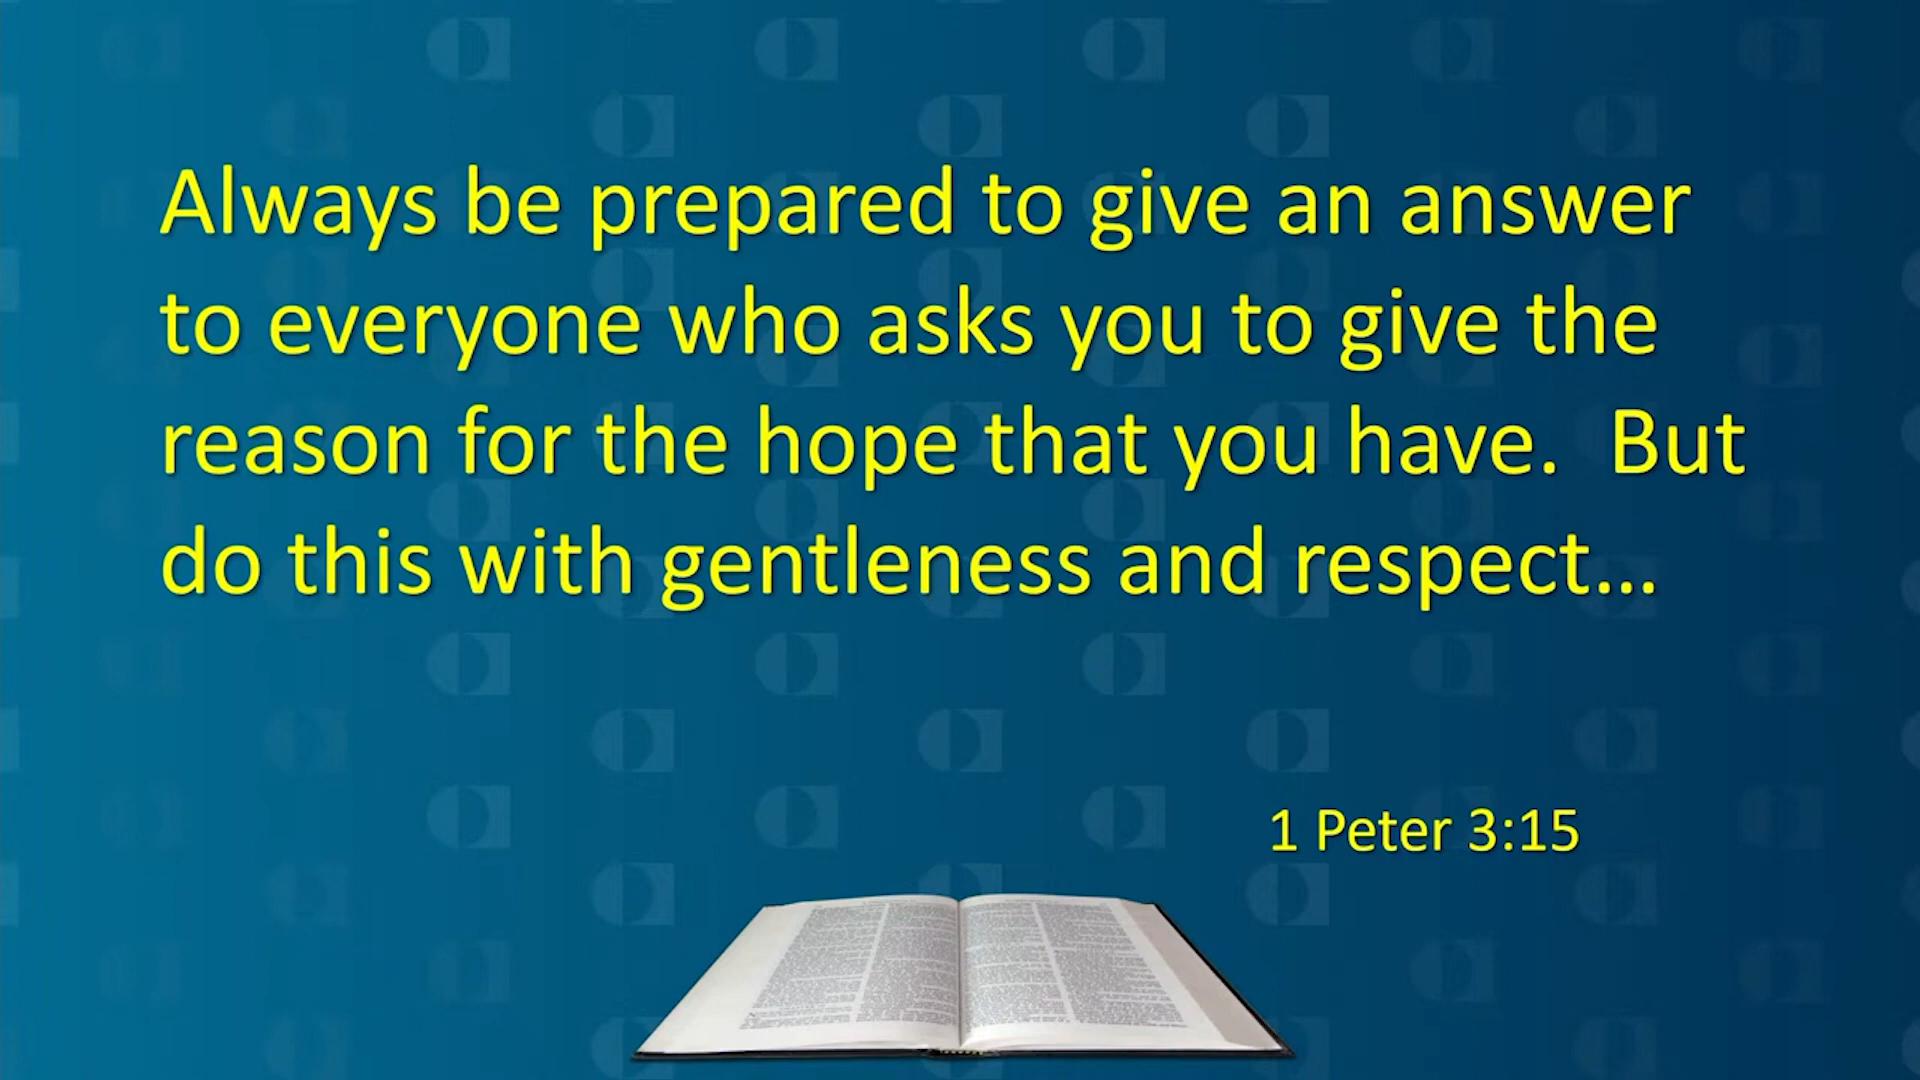 Always be prepared to give an answer
to everyone who asks you to give the
reason for the hope that you have.  But
do this with gentleness and respect...
1 Peter 3:15